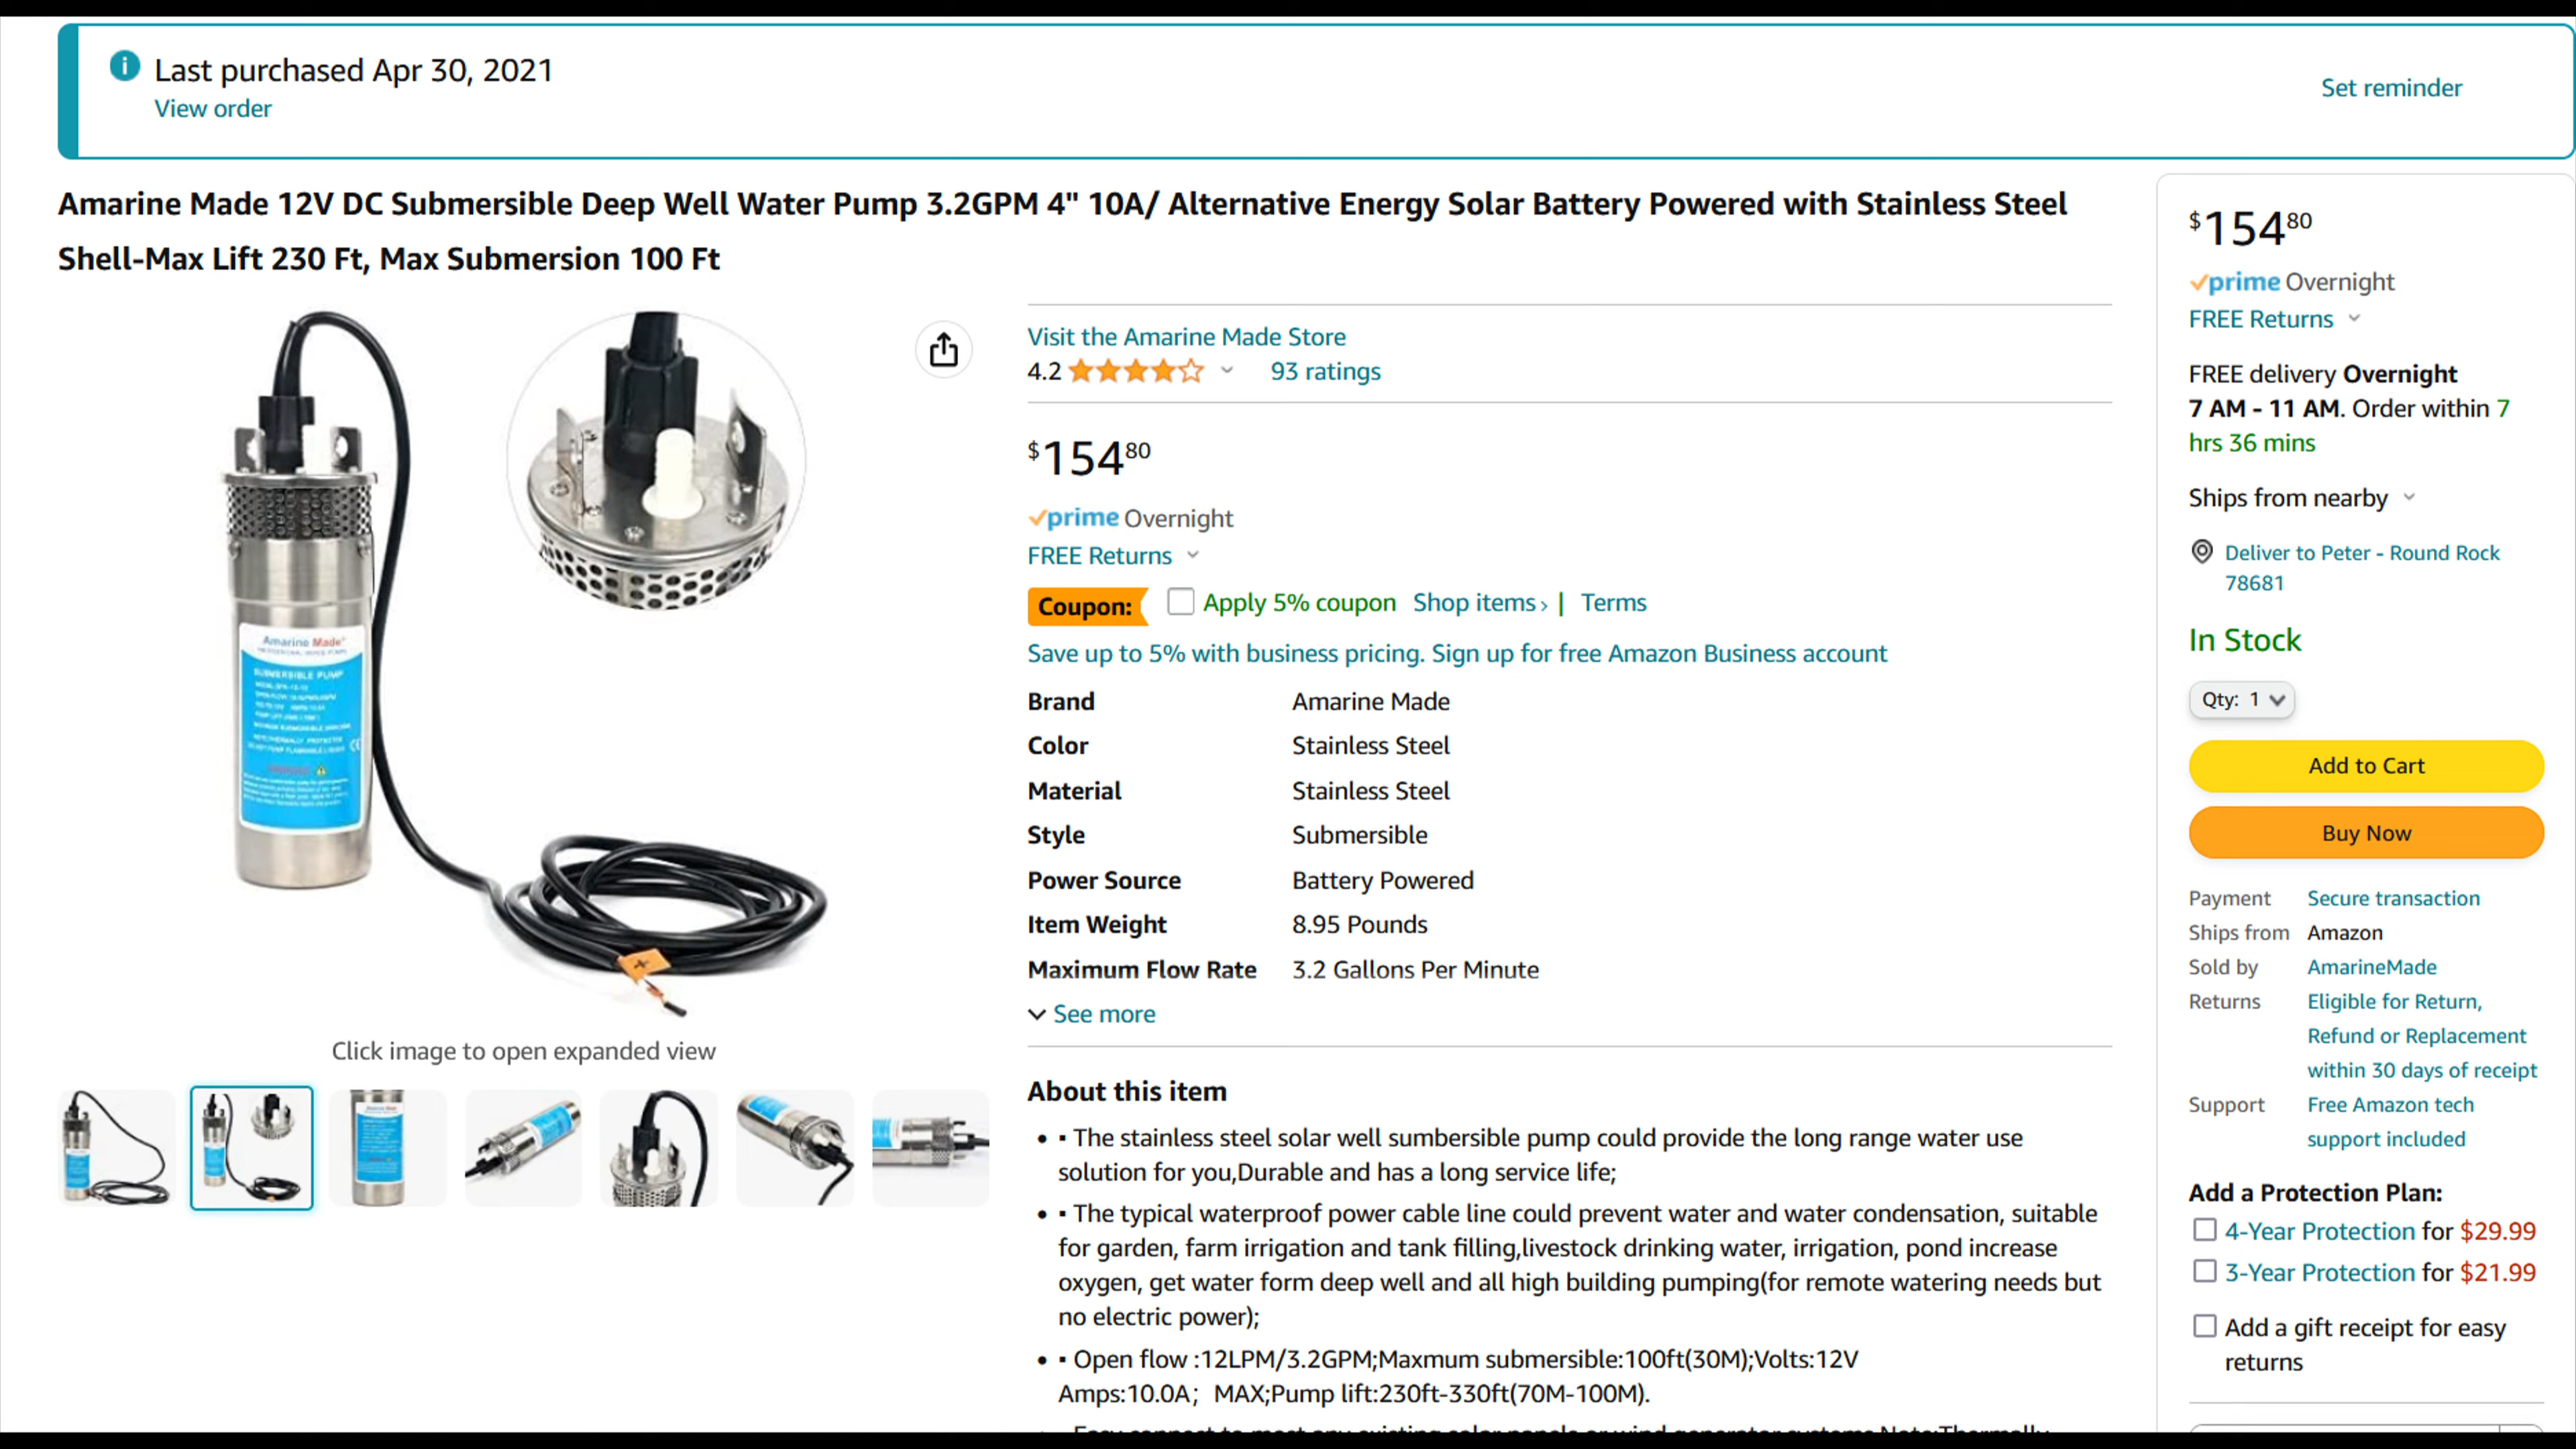 Last purchased Apr 30, 2021
View order
Set reminder
Amarine Made 12V DC Submersible Deep Well Water Pump 3.2GPM 4" 10A/ Alternative Energy Solar Battery Powered with Stainless Steel
Shell-Max Lift 230 Ft, Max Submersion 100 Ft
Amarine Made
SUBMERSIBLE PUMP
Click image to open expanded view
Visit the Amarine Made Store
4.2 93 ratings
$154.80
prime Overnight
FREE Returns
Coupon: Apply 5% coupon Shop items › | Terms
Save up to 5% with business pricing. Sign up for free Amazon Business account
Brand Amarine Made
Color Stainless Steel
Material Stainless Steel
Style Submersible
Power Source Battery Powered
Item Weight 8.95 Pounds
Maximum Flow Rate 3.2 Gallons Per Minute
See more
About this item
• ▪ The stainless steel solar well sumbersible pump could provide the long range water use
solution for you,Durable and has a long service life;
• ▪ The typical waterproof power cable line could prevent water and water condensation, suitable
for garden, farm irrigation and tank filling,livestock drinking water, irrigation, pond increase
oxygen, get water form deep well and all high building pumping(for remote watering needs but
no electric power);
• ▪ Open flow :12LPM/3.2GPM;Maxmum submersible:100ft(30M);Volts:12V
Amps:10.0A; MAX;Pump lift:230ft-330ft(70M-100M).
$154.80
prime Overnight
FREE Returns
FREE delivery Overnight
7 AM - 11 AM. Order within 7
hrs 36 mins
Ships from nearby
Deliver to Peter - Round Rock
78681
In Stock
Qty: 1
Add to Cart
Buy Now
Payment Secure transaction
Ships from Amazon
Sold by AmarineMade
Returns Eligible for Return,
Refund or Replacement
within 30 days of receipt
Support Free Amazon tech
support included
Add a Protection Plan:
4-Year Protection for $29.99
3-Year Protection for $21.99
Add a gift receipt for easy
returns